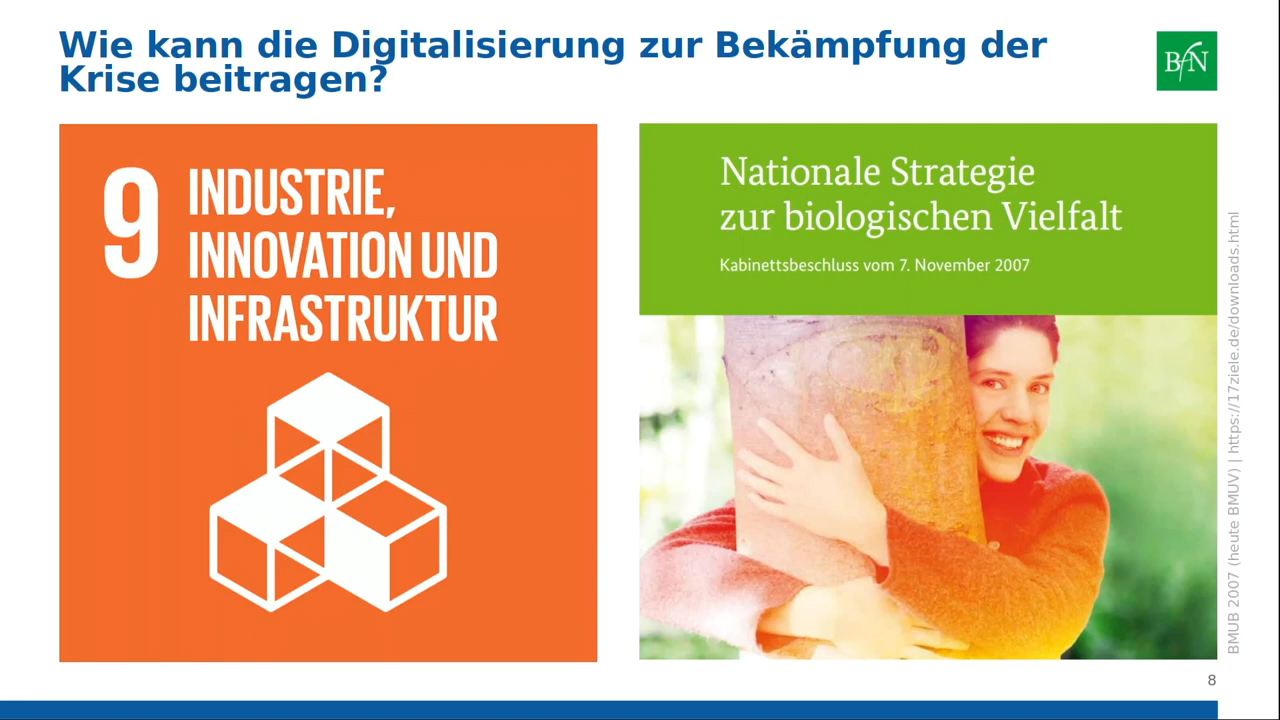 Wie kann die Digitalisierung zur Bekämpfung der
Krise beitragen?
BfN
9
INDUSTRIE,
INNOVATION UND
INFRASTRUKTUR
Nationale Strategie
zur biologischen Vielfalt
Kabinettsbeschluss vom 7. November 2007
BMUB 2007 (heute BMUV) | https://17ziele.de/downloads.html
8